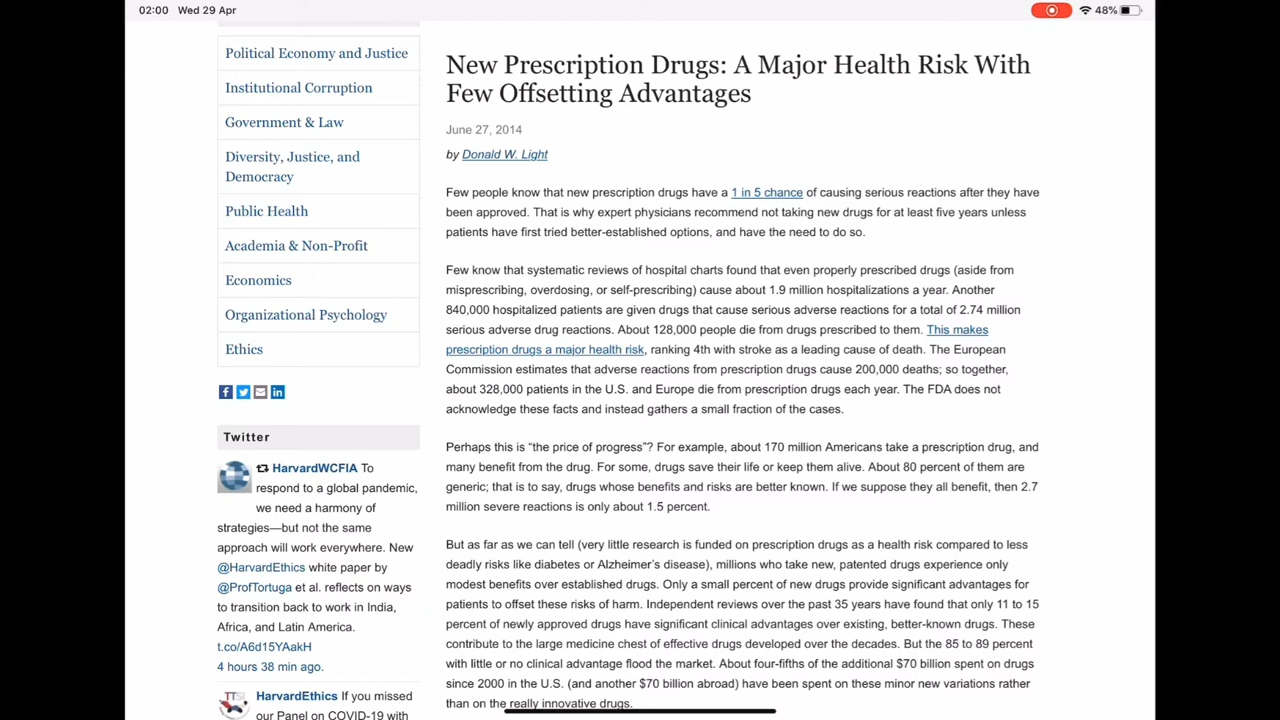 02:00 Wed 29 Apr
48%
Political Economy and Justice
Institutional Corruption
Government & Law
Diversity, Justice, and
Democracy
Public Health
Academia & Non-Profit
Economics
Organizational Psychology
Ethics
Twitter
HarvardWCFIA To
respond to a global pandemic,
we need a harmony of
strategies—but not the same
approach will work everywhere. New
@HarvardEthics white paper by
@ProfTortuga et al. reflects on ways
to transition back to work in India,
Africa, and Latin America.
t.co/A6d15YAakH
4 hours 38 min ago.
HarvardEthics If you missed
our Panel on COVID-19 with
New Prescription Drugs: A Major Health Risk With
Few Offsetting Advantages
June 27, 2014
by Donald W. Light
Few people know that new prescription drugs have a 1 in 5 chance of causing serious reactions after they have
been approved. That is why expert physicians recommend not taking new drugs for at least five years unless
patients have first tried better-established options, and have the need to do so.
Few know that systematic reviews of hospital charts found that even properly prescribed drugs (aside from
misprescribing, overdosing, or self-prescribing) cause about 1.9 million hospitalizations a year. Another
840,000 hospitalized patients are given drugs that cause serious adverse reactions for a total of 2.74 million
serious adverse drug reactions. About 128,000 people die from drugs prescribed to them. This makes
prescription drugs a major health risk, ranking 4th with stroke as a leading cause of death. The European
Commission estimates that adverse reactions from prescription drugs cause 200,000 deaths; so together,
about 328,000 patients in the U.S. and Europe die from prescription drugs each year. The FDA does not
acknowledge these facts and instead gathers a small fraction of the cases.
Perhaps this is “the price of progress”? For example, about 170 million Americans take a prescription drug, and
many benefit from the drug. For some, drugs save their life or keep them alive. About 80 percent of them are
generic; that is to say, drugs whose benefits and risks are better known. If we suppose they all benefit, then 2.7
million severe reactions is only about 1.5 percent.
But as far as we can tell (very little research is funded on prescription drugs as a health risk compared to less
deadly risks like diabetes or Alzheimer’s disease), millions who take new, patented drugs experience only
modest benefits over established drugs. Only a small percent of new drugs provide significant advantages for
patients to offset these risks of harm. Independent reviews over the past 35 years have found that only 11 to 15
percent of newly approved drugs have significant clinical advantages over existing, better-known drugs. These
contribute to the large medicine chest of effective drugs developed over the decades. But the 85 to 89 percent
with little or no clinical advantage flood the market. About four-fifths of the additional $70 billion spent on drugs
since 2000 in the U.S. (and another $70 billion abroad) have been spent on these minor new variations rather
than on the really innovative drugs.